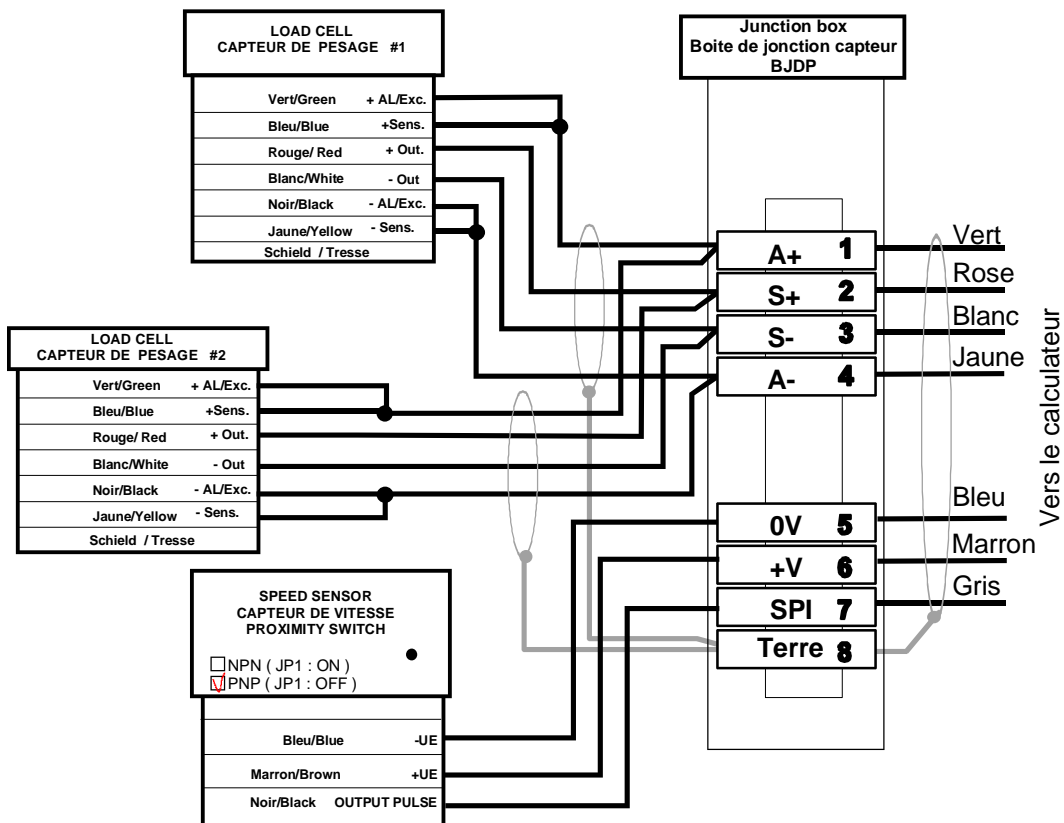 LOAD CELL
CAPTEUR DE PESAGE #1
Vert/Green + AL/Exc.
Bleu/Blue +Sens.
Rouge/ Red + Out.
Blanc/White - Out
Noir/Black - AL/Exc.
Jaune/Yellow - Sens.
Schield / Tresse
LOAD CELL
CAPTEUR DE PESAGE #2
Vert/Green + AL/Exc.
Bleu/Blue +Sens.
Rouge/ Red + Out.
Blanc/White - Out
Noir/Black - AL/Exc.
Jaune/Yellow - Sens.
Schield / Tresse
SPEED SENSOR
CAPTEUR DE VITESSE
PROXIMITY SWITCH
NPN ( JP1 : ON )
PNP ( JP1 : OFF )
Bleu/Blue -UE
Marron/Brown +UE
Noir/Black OUTPUT PULSE
Junction box
Boite de jonction capteur
BJDP
A+ 1
S+ 2
S- 3
A- 4
0V 5
+V 6
SPI 7
Terre 8
Vert
Rose
Blanc
Jaune
Bleu
Marron
Gris
Vers le calculateur